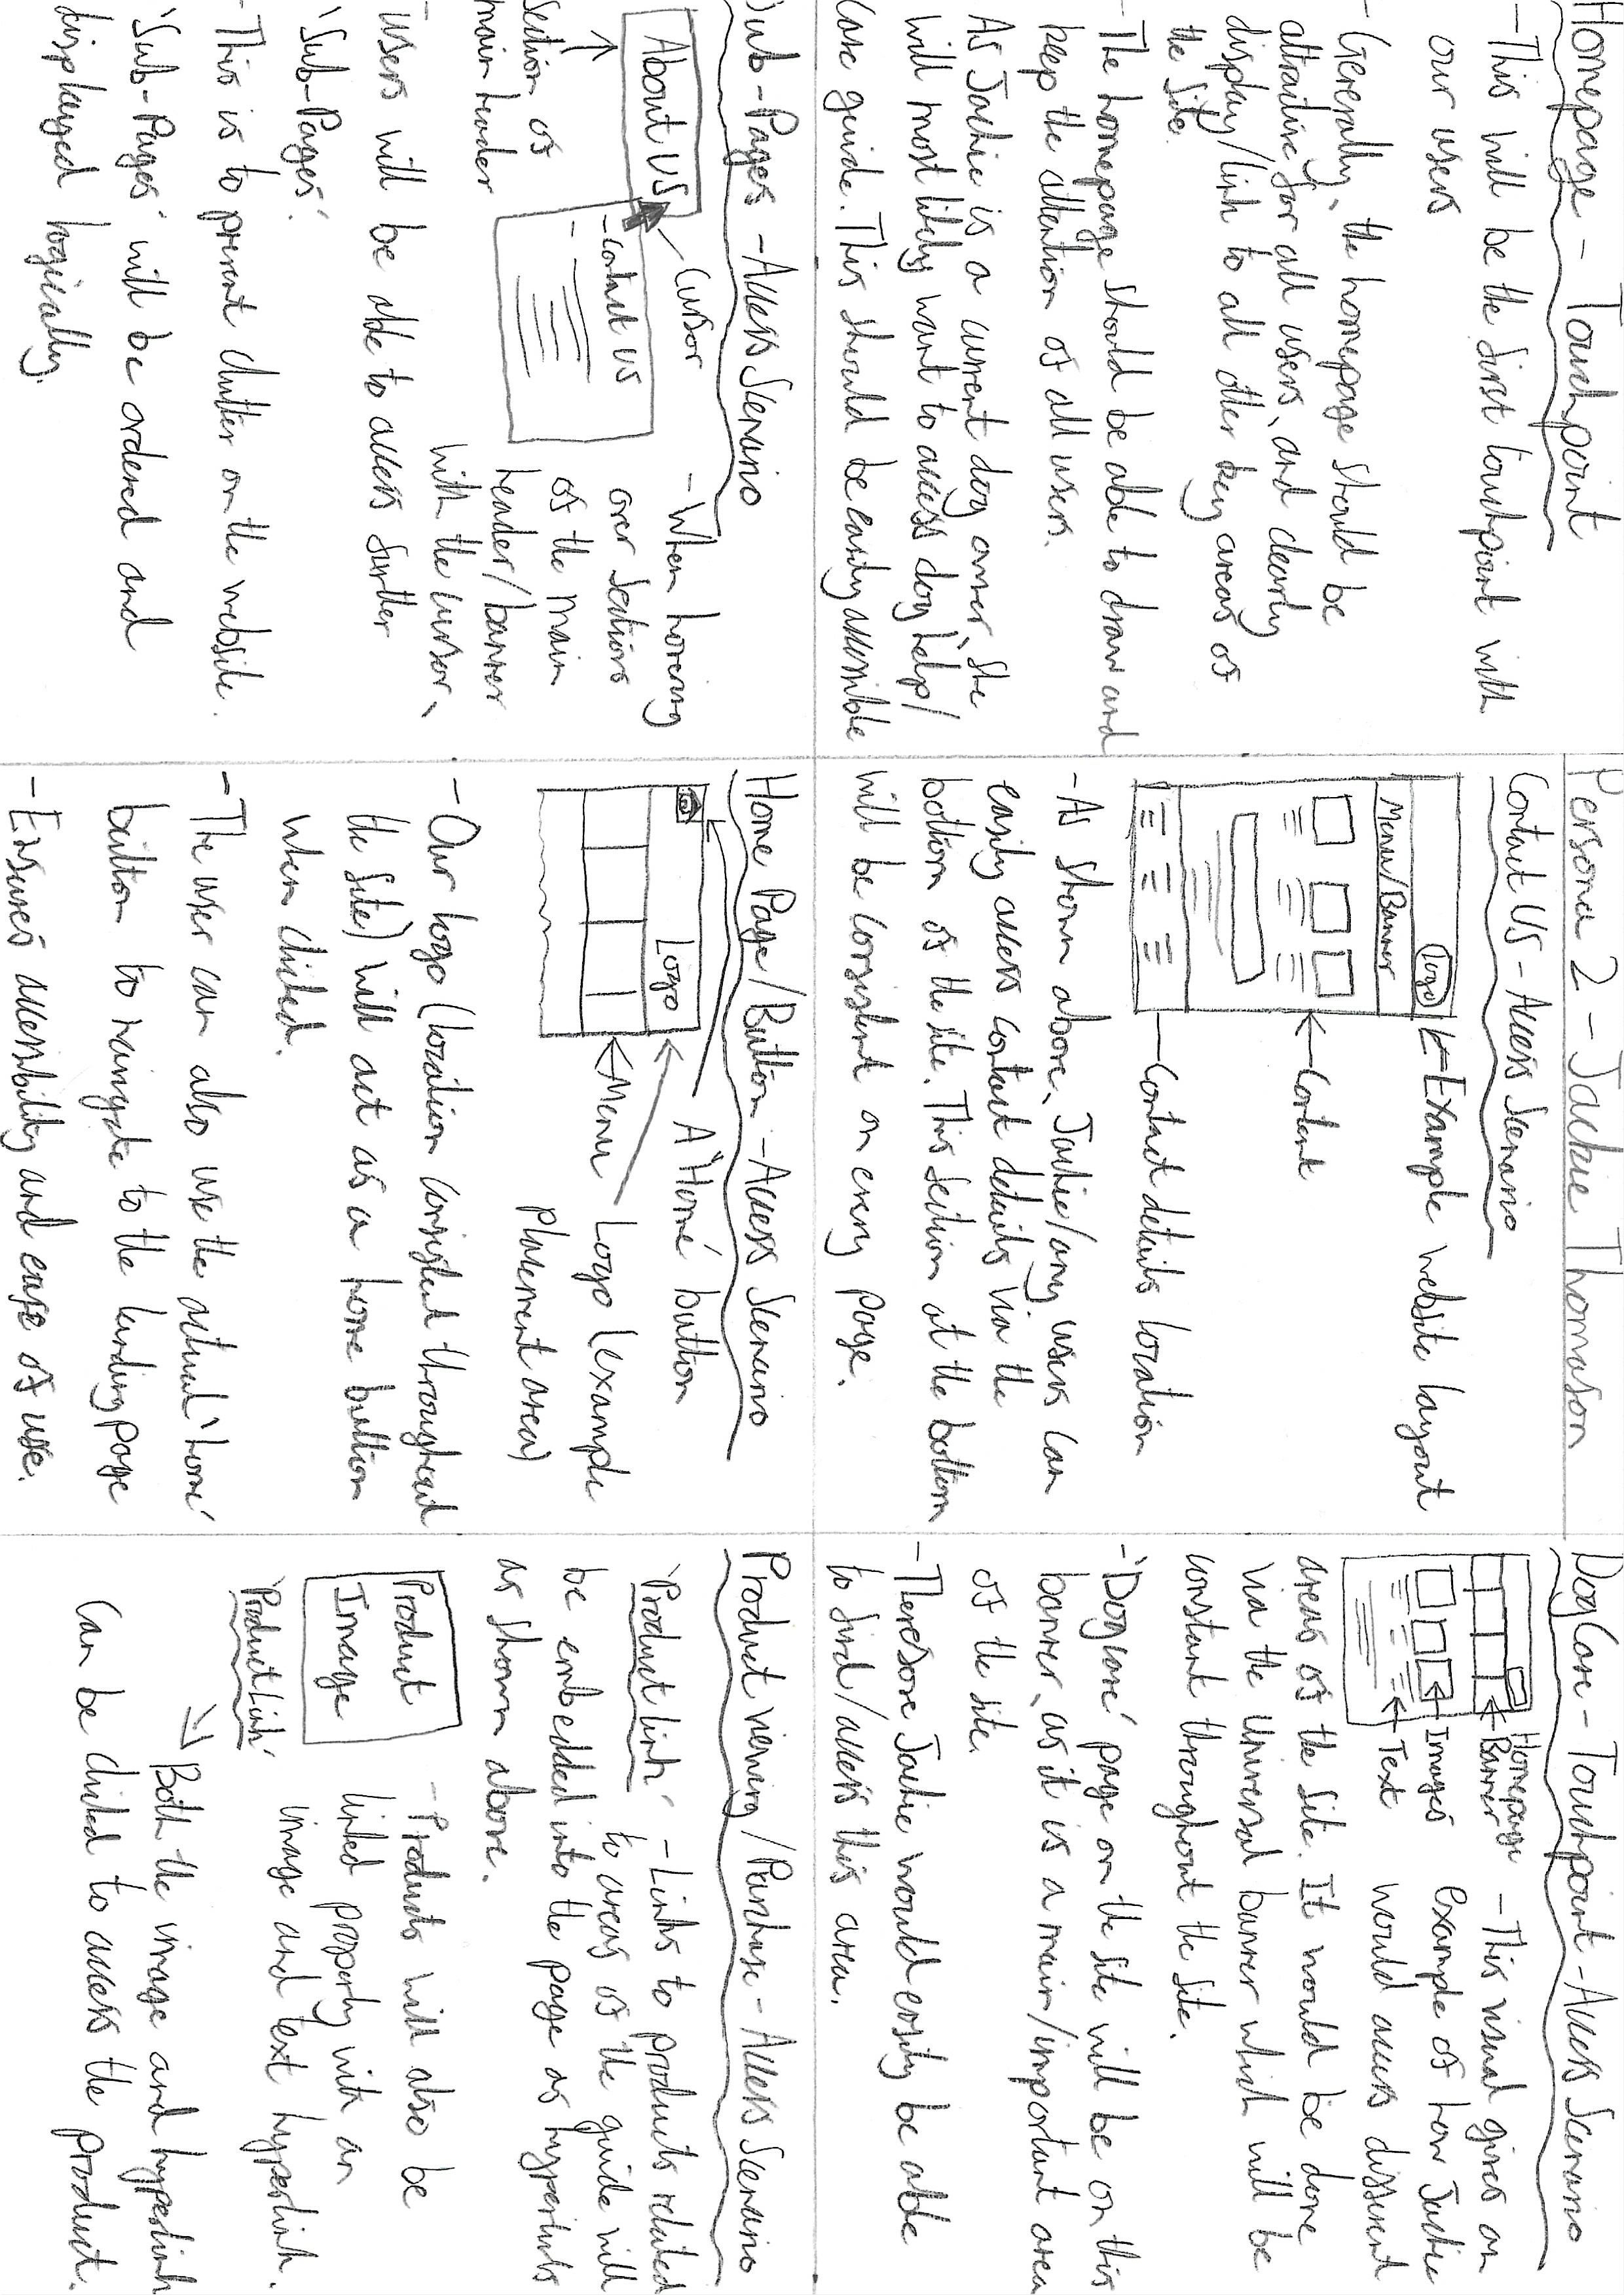 Homepage - Touchpoint
- This will be the first touchpoint with
our users
- Generally, the homepage should be
attractive for all users, and clearly
display/link to all other key areas of
the site.
- The homepage should be able to draw and
keep the attention of all users.
As Jackie is a current dog owner, she
will most likely want to access dog help/
care guide. This should be easily accessible
Persona 2 - Jackie Thomason
Contact US - Access Scenario
Logo
Example website layout
Menu/Banner
Content
Contact details location
- As shown above, Jackie/any users can
easily access contact details via the
bottom of the site. This section at the bottom
will be consistent on every page.
DogCare - Touchpoint - Access Scenario
Homepage
Banner
Images
Text
- This visual gives an
example of how Jackie
would access different
areas of the site. It would be done
via the universal banner which will be
constant throughout the site.
- 'Dogcare' page on the site will be on this
banner, as it is a main/important area
of the site.
- Therefore Jackie would easily be able
to find/access this area.
Sub-Pages - Access Scenario
About US
Cursor
- Contact US
Section of
main header
- When hovering
over sections
of the main
header/banner
with the cursor,
- users will be able to access further
'Sub-Pages'.
- This is to prevent clutter on the website.
'Sub-Pages' will be ordered and
displayed logically.
Home Page/Button - Access Scenario
A 'Home' button
Logo
Menu
Logo (example
placement area)
- Our logo (location consistent throughout
the site) will act as a home button
when clicked.
- The user can also use the actual 'home'
button to navigate to the landing page
- Ensures accessibility and ease of use.
Product viewing/Purchase - Access Scenario
'Product link'
- Links to products related
to areas of the guide will
be embedded into the page as hyperlinks
as shown above.
Product
Image
'Product Link'
- Products will also be
linked properly with an
image and text hyperlink.
Both the image and hyperlink
can be clicked to access the product.